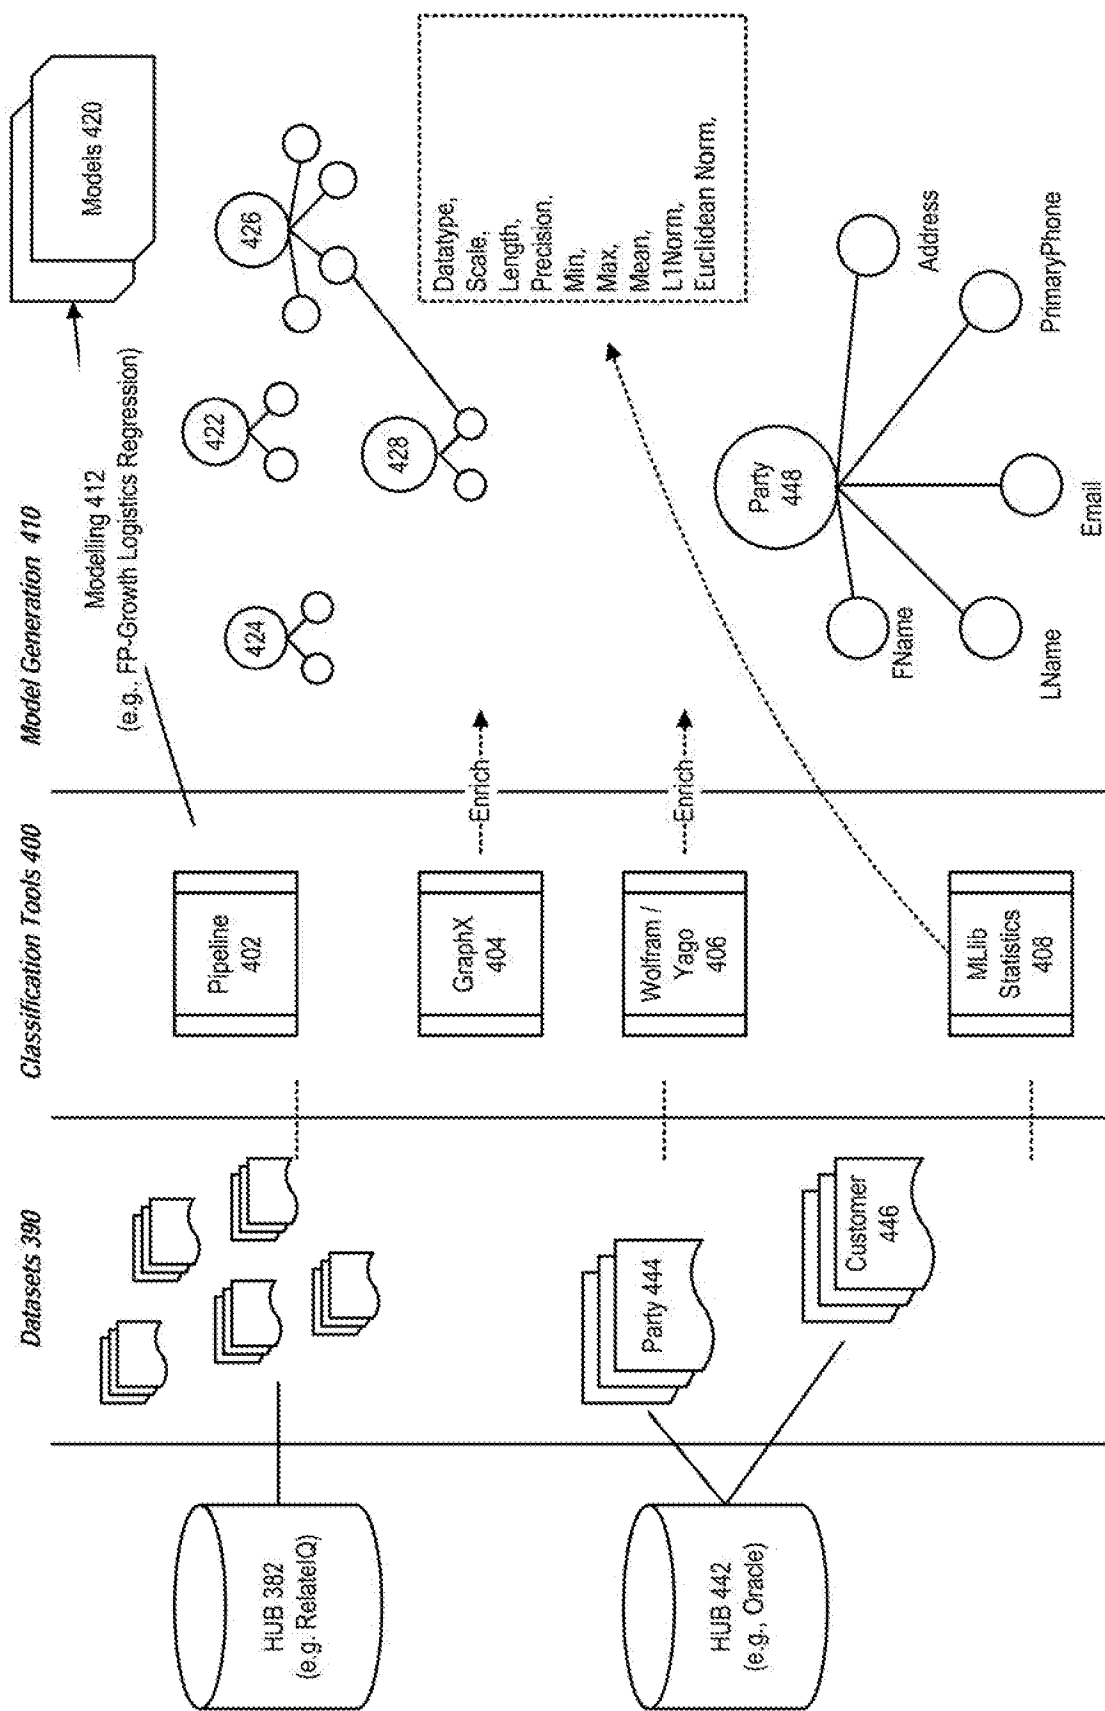 Datasets 390
Classification Tools 400
Model Generation 410
HUB 382
(e.g. RelateIQ)
HUB 442
(e.g., Oracle)
Party 444
Customer
446
Pipeline
402
GraphX
404
Wolfram /
Yago
406
MLlib
Statistics
408
Enrich
Enrich
Modelling 412
(e.g., FP-Growth Logistics Regression)
Models 420
424
422
426
428
Datatype,
Scale,
Length,
Precision,
Min,
Max,
Mean,
L1Norm,
Euclidean Norm,
Party
448
FName
LName
Email
PrimaryPhone
Address